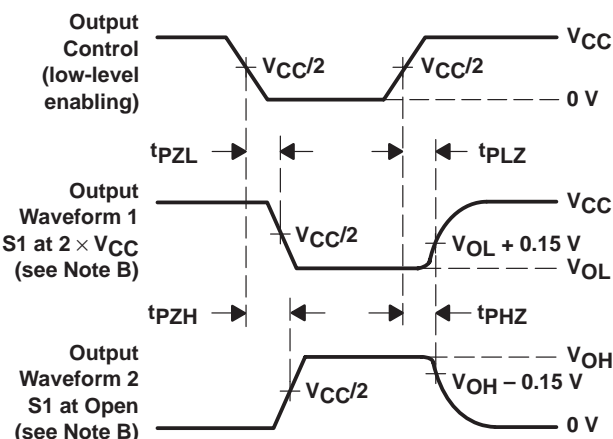 Output
Control
(low-level
enabling)
VCC/2
VCC/2
VCC
0 V
tPZL
tPLZ
Output
Waveform 1
S1 at 2 × VCC
(see Note B)
VCC/2
VCC
VOL + 0.15 V
VOL
tPZH
tPHZ
Output
Waveform 2
S1 at Open
(see Note B)
VCC/2
VOH
VOH − 0.15 V
0 V